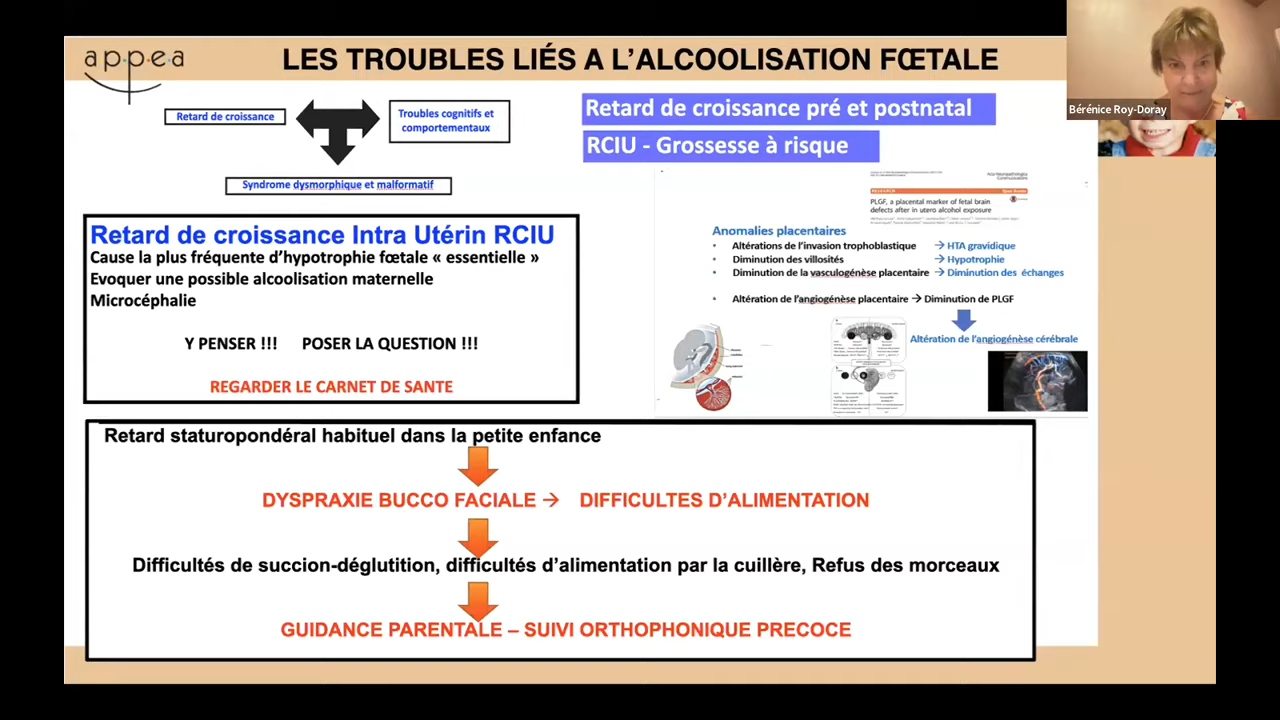 appea
LES TROUBLES LIÉS A L'ALCOOLISATION FŒTALE
Bérénice Roy-Doray
Retard de croissance
Troubles cognitifs et
comportementaux
Syndrome dysmorphique et malformatif
Retard de croissance pré et postnatal
RCIU - Grossesse à risque
Retard de croissance Intra Utérin RCIU
Cause la plus fréquente d'hypotrophie fœtale « essentielle »
Evoquer une possible alcoolisation maternelle
Microcéphalie
Y PENSER !!! POSER LA QUESTION !!!
REGARDER LE CARNET DE SANTE
Acta Neuropathologica
Communications
RESEARCH Open Access
PLGF, a placental marker of fetal brain
defects after in utero alcohol exposure
Anomalies placentaires
• Altérations de l'invasion trophoblastique → HTA gravidique
• Diminution des villosités → Hypotrophie
• Diminution de la vasculogénèse placentaire → Diminution des échanges
• Altération de l'angiogénèse placentaire → Diminution de PLGF
Altération de l'angiogénèse cérébrale
Retard staturopondéral habituel dans la petite enfance
DYSPRAXIE BUCCO FACIALE → DIFFICULTES D'ALIMENTATION
Difficultés de succion-déglutition, difficultés d'alimentation par la cuillère, Refus des morceaux
GUIDANCE PARENTALE – SUIVI ORTHOPHONIQUE PRECOCE